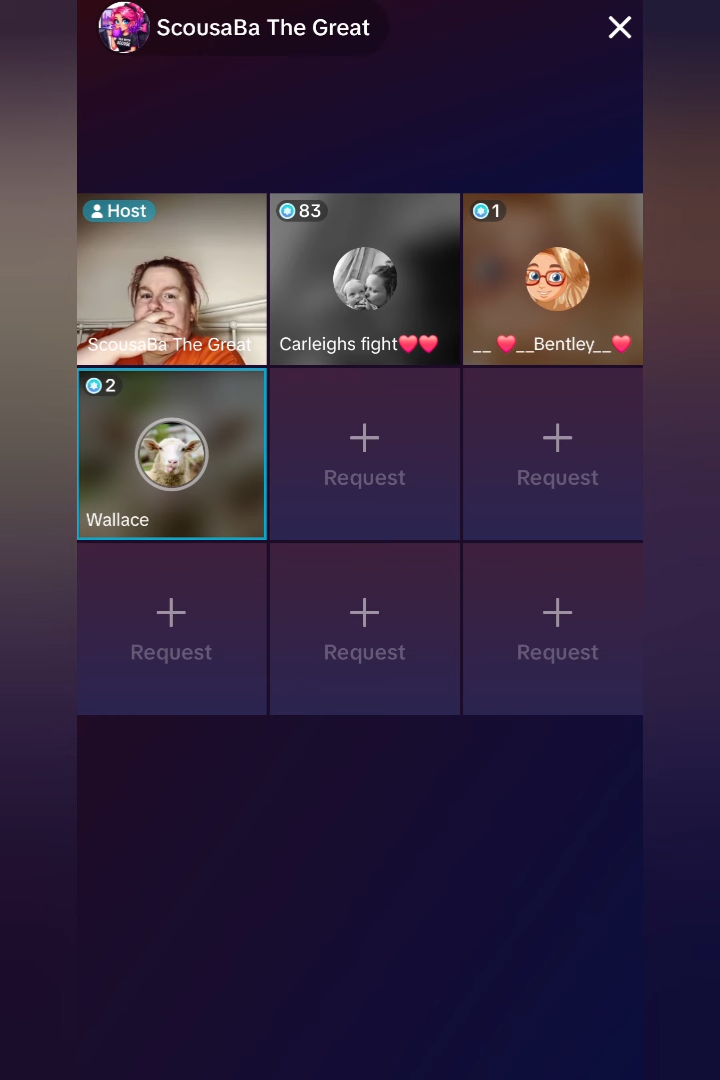 ScousaBa The Great
Host
83
1
ScousaBa The Great
Carleighs fight❤️❤️
__ ❤️__Bentley__❤️
2
Wallace
Request
Request
Request
Request
Request